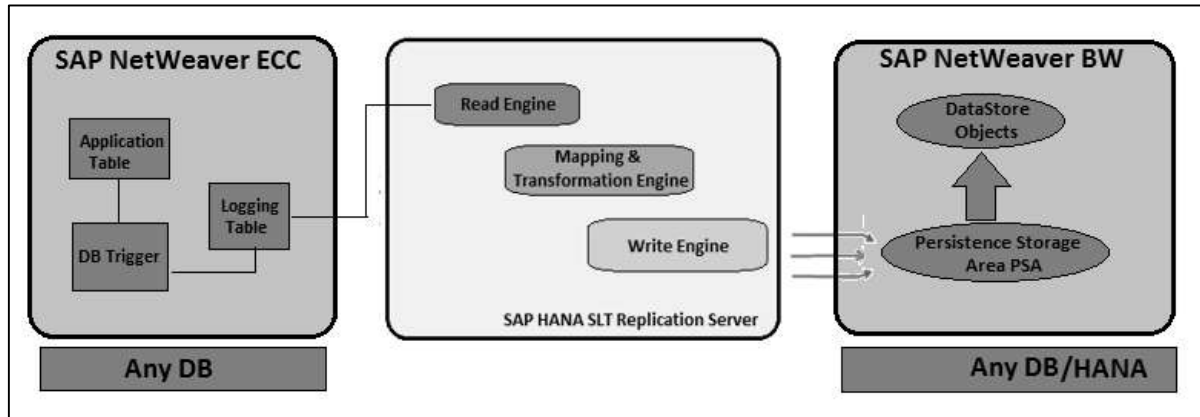 SAP NetWeaver ECC
Application
Table
Logging
Table
DB Trigger
Any DB
Read Engine
Mapping &
Transformation Engine
Write Engine
SAP HANA SLT Replication Server
SAP NetWeaver BW
DataStore
Objects
Persistence Storage
Area PSA
Any DB/HANA